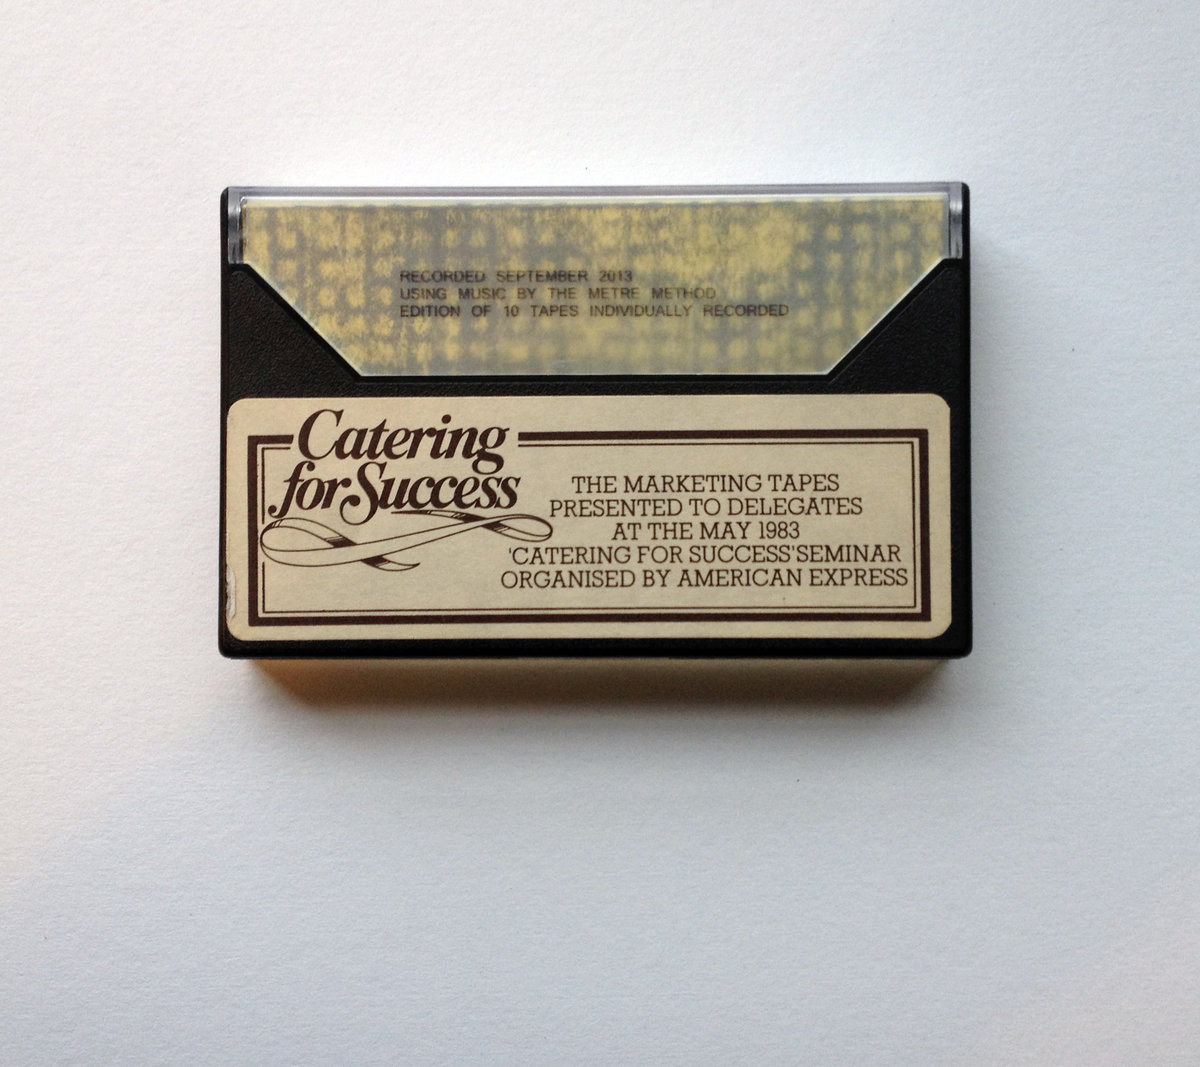 RECORDED SEPTEMBER 2013
USING MUSIC BY THE METRE METHOD
EDITION OF 10 TAPES INDIVIDUALLY RECORDED
Catering
for Success
THE MARKETING TAPES
PRESENTED TO DELEGATES
AT THE MAY 1983
'CATERING FOR SUCCESS' SEMINAR
ORGANISED BY AMERICAN EXPRESS